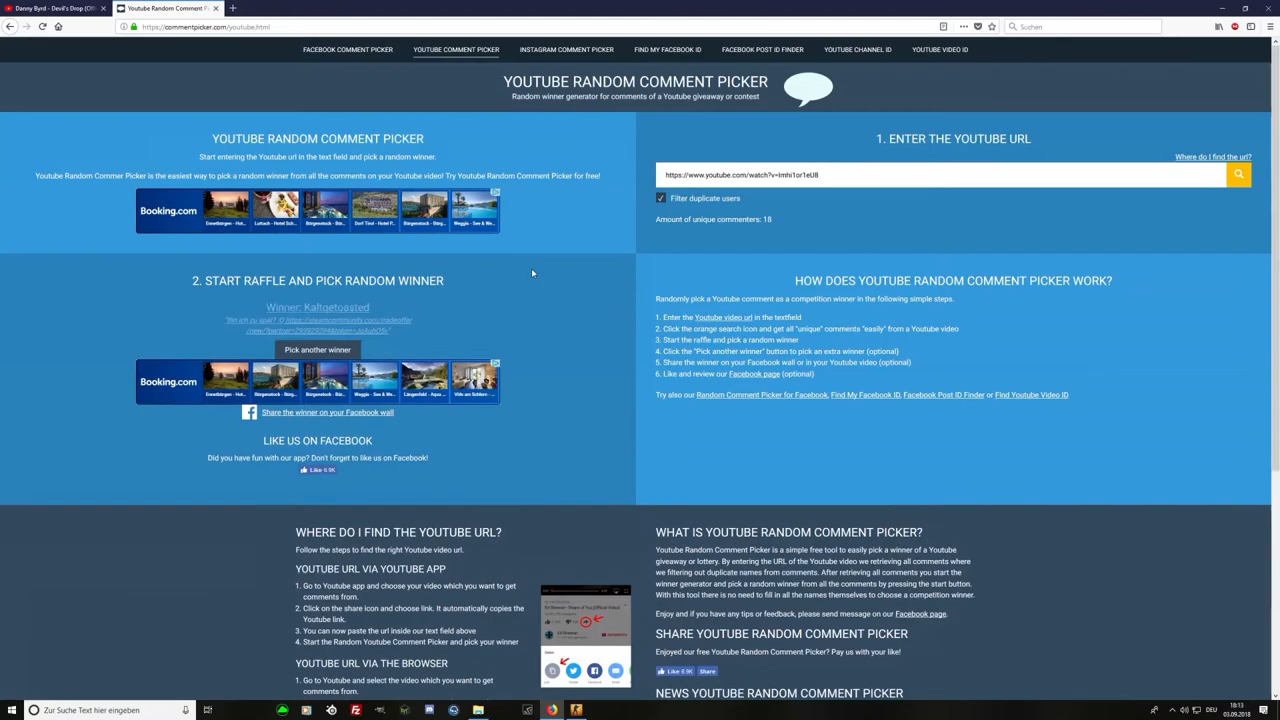 Danny Byrd - Devil's Drop (Offi
Youtube Random Comment P
https://commentpicker.com/youtube.html
Suchen
FACEBOOK COMMENT PICKER
YOUTUBE COMMENT PICKER
INSTAGRAM COMMENT PICKER
FIND MY FACEBOOK ID
FACEBOOK POST ID FINDER
YOUTUBE CHANNEL ID
YOUTUBE VIDEO ID
YOUTUBE RANDOM COMMENT PICKER
Random winner generator for comments of a Youtube giveaway or contest
YOUTUBE RANDOM COMMENT PICKER
Start entering the Youtube url in the text field and pick a random winner.
Youtube Random Commer Picker is the easiest way to pick a random winner from all the comments on your Youtube video! Try Youtube Random Comment Picker for free!
Booking.com
1. ENTER THE YOUTUBE URL
Where do I find the url?
https://www.youtube.com/watch?v=Imhi1or1eU8
Filter duplicate users
Amount of unique commenters: 18
2. START RAFFLE AND PICK RANDOM WINNER
Winner: Kaltgetoasted
Pick another winner
Booking.com
Share the winner on your Facebook wall
LIKE US ON FACEBOOK
Did you have fun with our app? Don't forget to like us on Facebook!
Like 8.9K
HOW DOES YOUTUBE RANDOM COMMENT PICKER WORK?
Randomly pick a Youtube comment as a competition winner in the following simple steps.
1. Enter the Youtube video url in the textfield
2. Click the orange search icon and get all "unique" comments "easily" from a Youtube video
3. Start the raffle and pick a random winner
4. Click the "Pick another winner" button to pick an extra winner (optional)
5. Share the winner on your Facebook wall or in your Youtube video (optional)
6. Like and review our Facebook page (optional)
Try also our Random Comment Picker for Facebook, Find My Facebook ID, Facebook Post ID Finder or Find Youtube Video ID
WHERE DO I FIND THE YOUTUBE URL?
Follow the steps to find the right Youtube video url.
YOUTUBE URL VIA YOUTUBE APP
1. Go to Youtube app and choose your video which you want to get
comments from.
2. Click on the share icon and choose link. It automatically copies the
Youtube link.
3. You can now paste the url inside our text field above
4. Start the Random Youtube Comment Picker and pick your winner
YOUTUBE URL VIA THE BROWSER
1. Go to Youtube and select the video which you want to get
comments from.
WHAT IS YOUTUBE RANDOM COMMENT PICKER?
Youtube Random Comment Picker is a simple free tool to easily pick a winner of a Youtube
giveaway or lottery. By entering the URL of the Youtube video we retrieving all comments where
we filtering out duplicate names from comments. After retrieving all comments you start the
winner generator and pick a random winner from all the comments by pressing the start button.
With this tool there is no need to fill in all the names themselves to choose a competition winner.
Enjoy and if you have any tips or feedback, please send message on our Facebook page.
SHARE YOUTUBE RANDOM COMMENT PICKER
Enjoyed our free Youtube Random Comment Picker? Pay us with your like!
Like 8.9K
Share
NEWS YOUTUBE RANDOM COMMENT PICKER
Zur Suche Text hier eingeben
DEU
18:13
03.09.2018